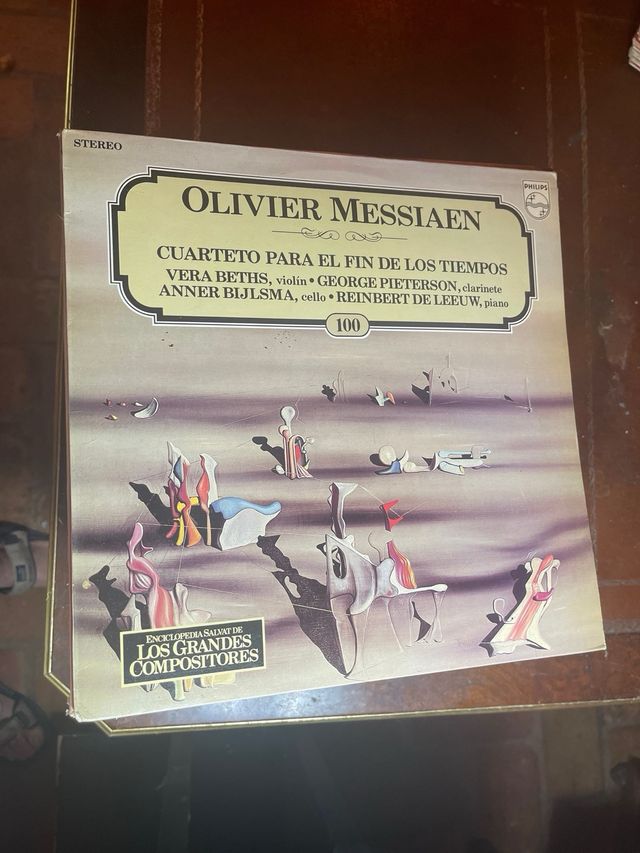 STEREO
PHILIPS
OLIVIER MESSIAEN
CUARTETO PARA EL FIN DE LOS TIEMPOS
VERA BETHS, violín • GEORGE PIETERSON, clarinete
ANNER BIJLSMA, cello • REINBERT DE LEEUW, piano
100
ENCICLOPEDIA SALVAT DE
LOS GRANDES
COMPOSITORES